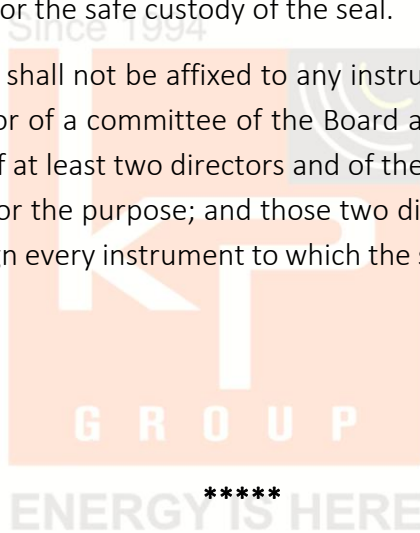 or the safe custody of the seal.
Since 1994
shall not be affixed to any instru
or of a committee of the Board a
f at least two directors and of the
or the purpose; and those two di
n every instrument to which the s
KP
GROUP
*****
ENERGY IS HERE